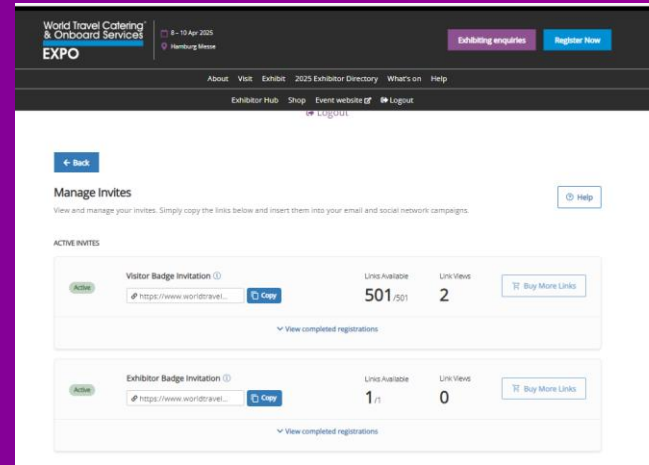 World Travel Catering
& Onboard Services
EXPO
8 – 10 Apr 2025
Hamburg Messe
Exhibiting enquiries
Register Now
About Visit Exhibit 2025 Exhibitor Directory What's on Help
Exhibitor Hub Shop Event website Logout
Logout
← Back
Manage Invites
View and manage your invites. Simply copy the links below and insert them into your email and social network campaigns.
Help
ACTIVE INVITES
Active
Visitor Badge Invitation
https://www.worldtravel...
Copy
Links Available
501 /501
Link Views
2
Buy More Links
View completed registrations
Active
Exhibitor Badge Invitation
https://www.worldtravel...
Copy
Links Available
1 /1
Link Views
0
Buy More Links
View completed registrations